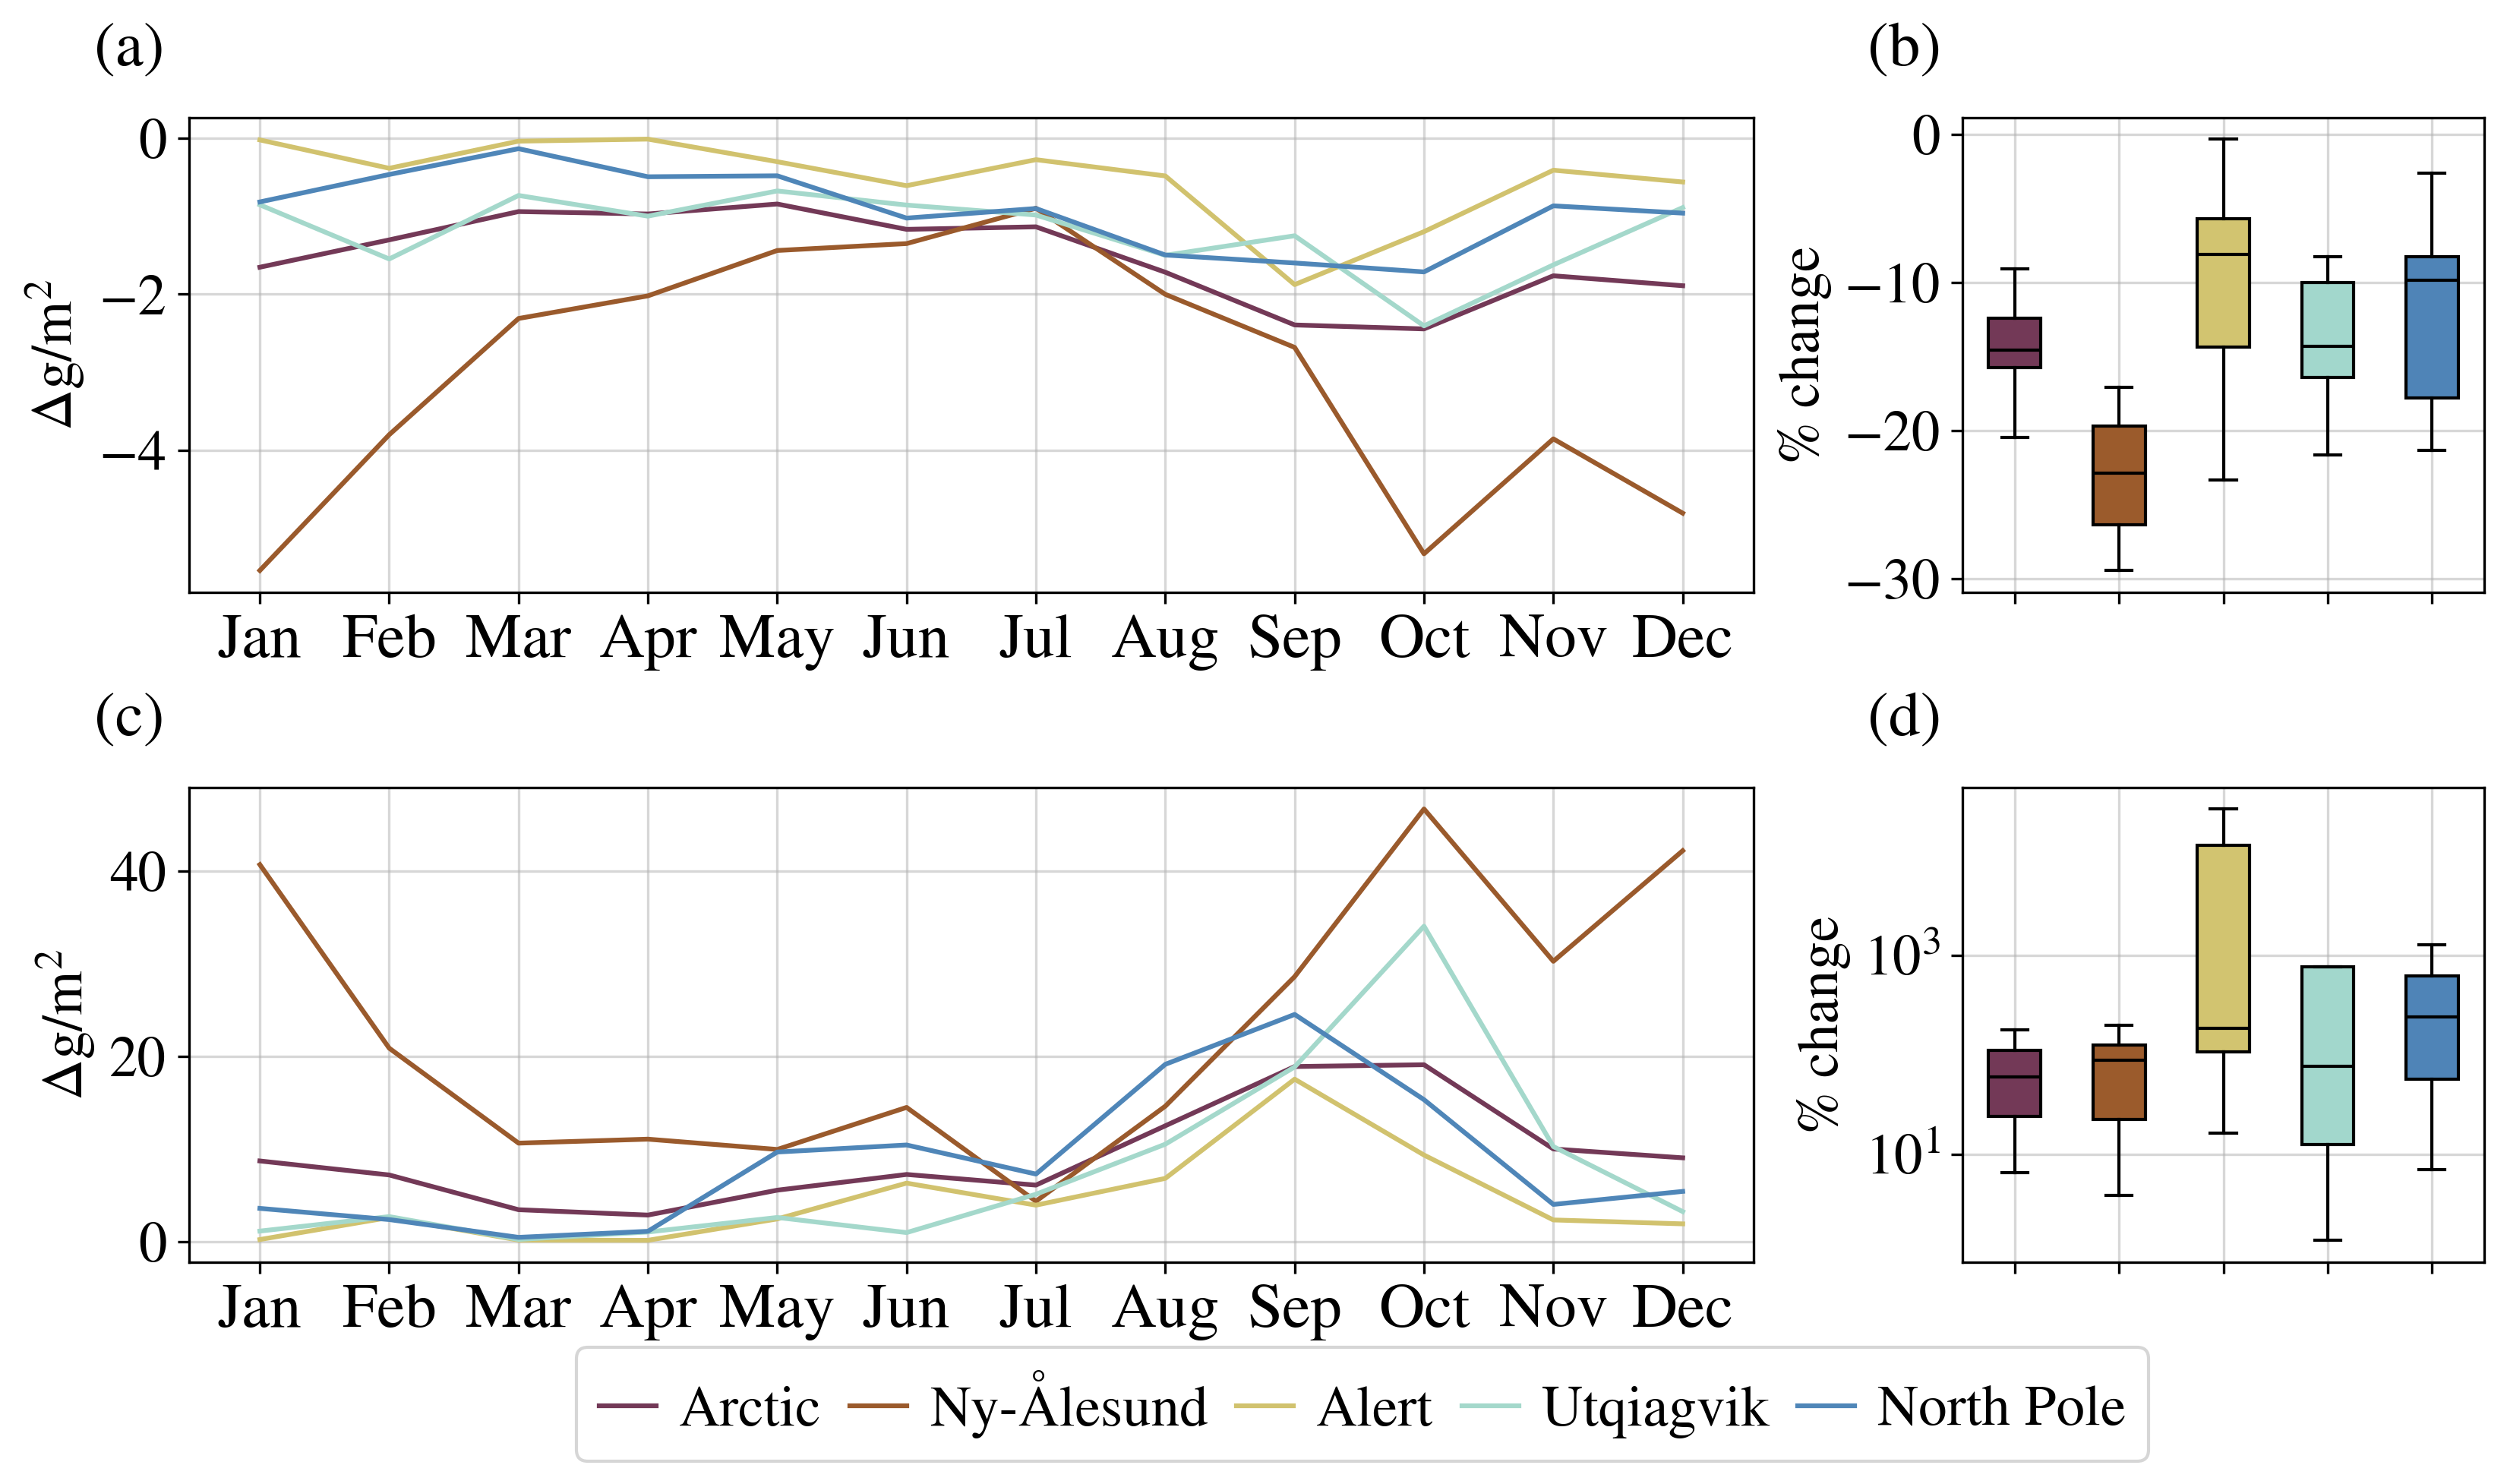 (a)
(b)
Δg/m²
0
−2
−4
Jan Feb Mar Apr May Jun Jul Aug Sep Oct Nov Dec
% change
0
−10
−20
−30
(c)
(d)
Δg/m²
40
20
0
Jan Feb Mar Apr May Jun Jul Aug Sep Oct Nov Dec
% change
10³
10¹
Arctic Ny-Ålesund Alert Utqiagvik North Pole